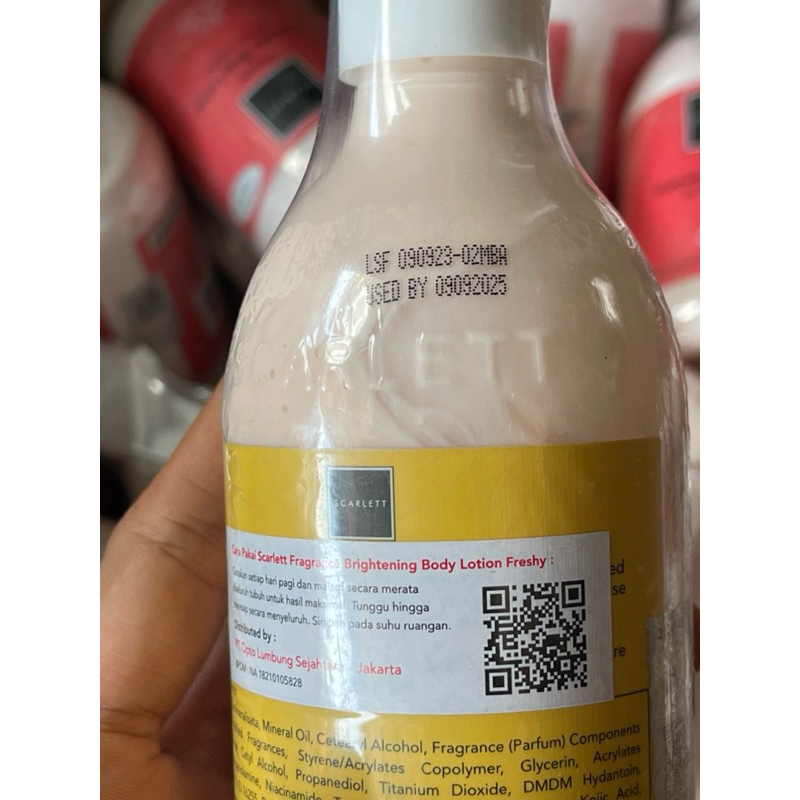 LSF 090923-02MBA
USED BY 09092025
SCARLETT
SCARLETT
Cara Pakai Scarlett Fragrance Brightening Body Lotion Freshy :
Gunakan setiap hari pagi dan malam secara merata
seluruh tubuh untuk hasil maksimal. Tunggu hingga
meresap secara menyeluruh. Simpan pada suhu ruangan.
Distributed by :
PT. Opto Lumbung Sejahtera - Jakarta
BPOM : NA 18210105828
Mineral Oil, Cetearyl Alcohol, Fragrance (Parfum) Components
Fragrances, Styrene/Acrylates Copolymer, Glycerin, Acrylates
Cetyl Alcohol, Propanediol, Titanium Dioxide, DMDM Hydantoin,
Niacinamide,
Kojic Acid,